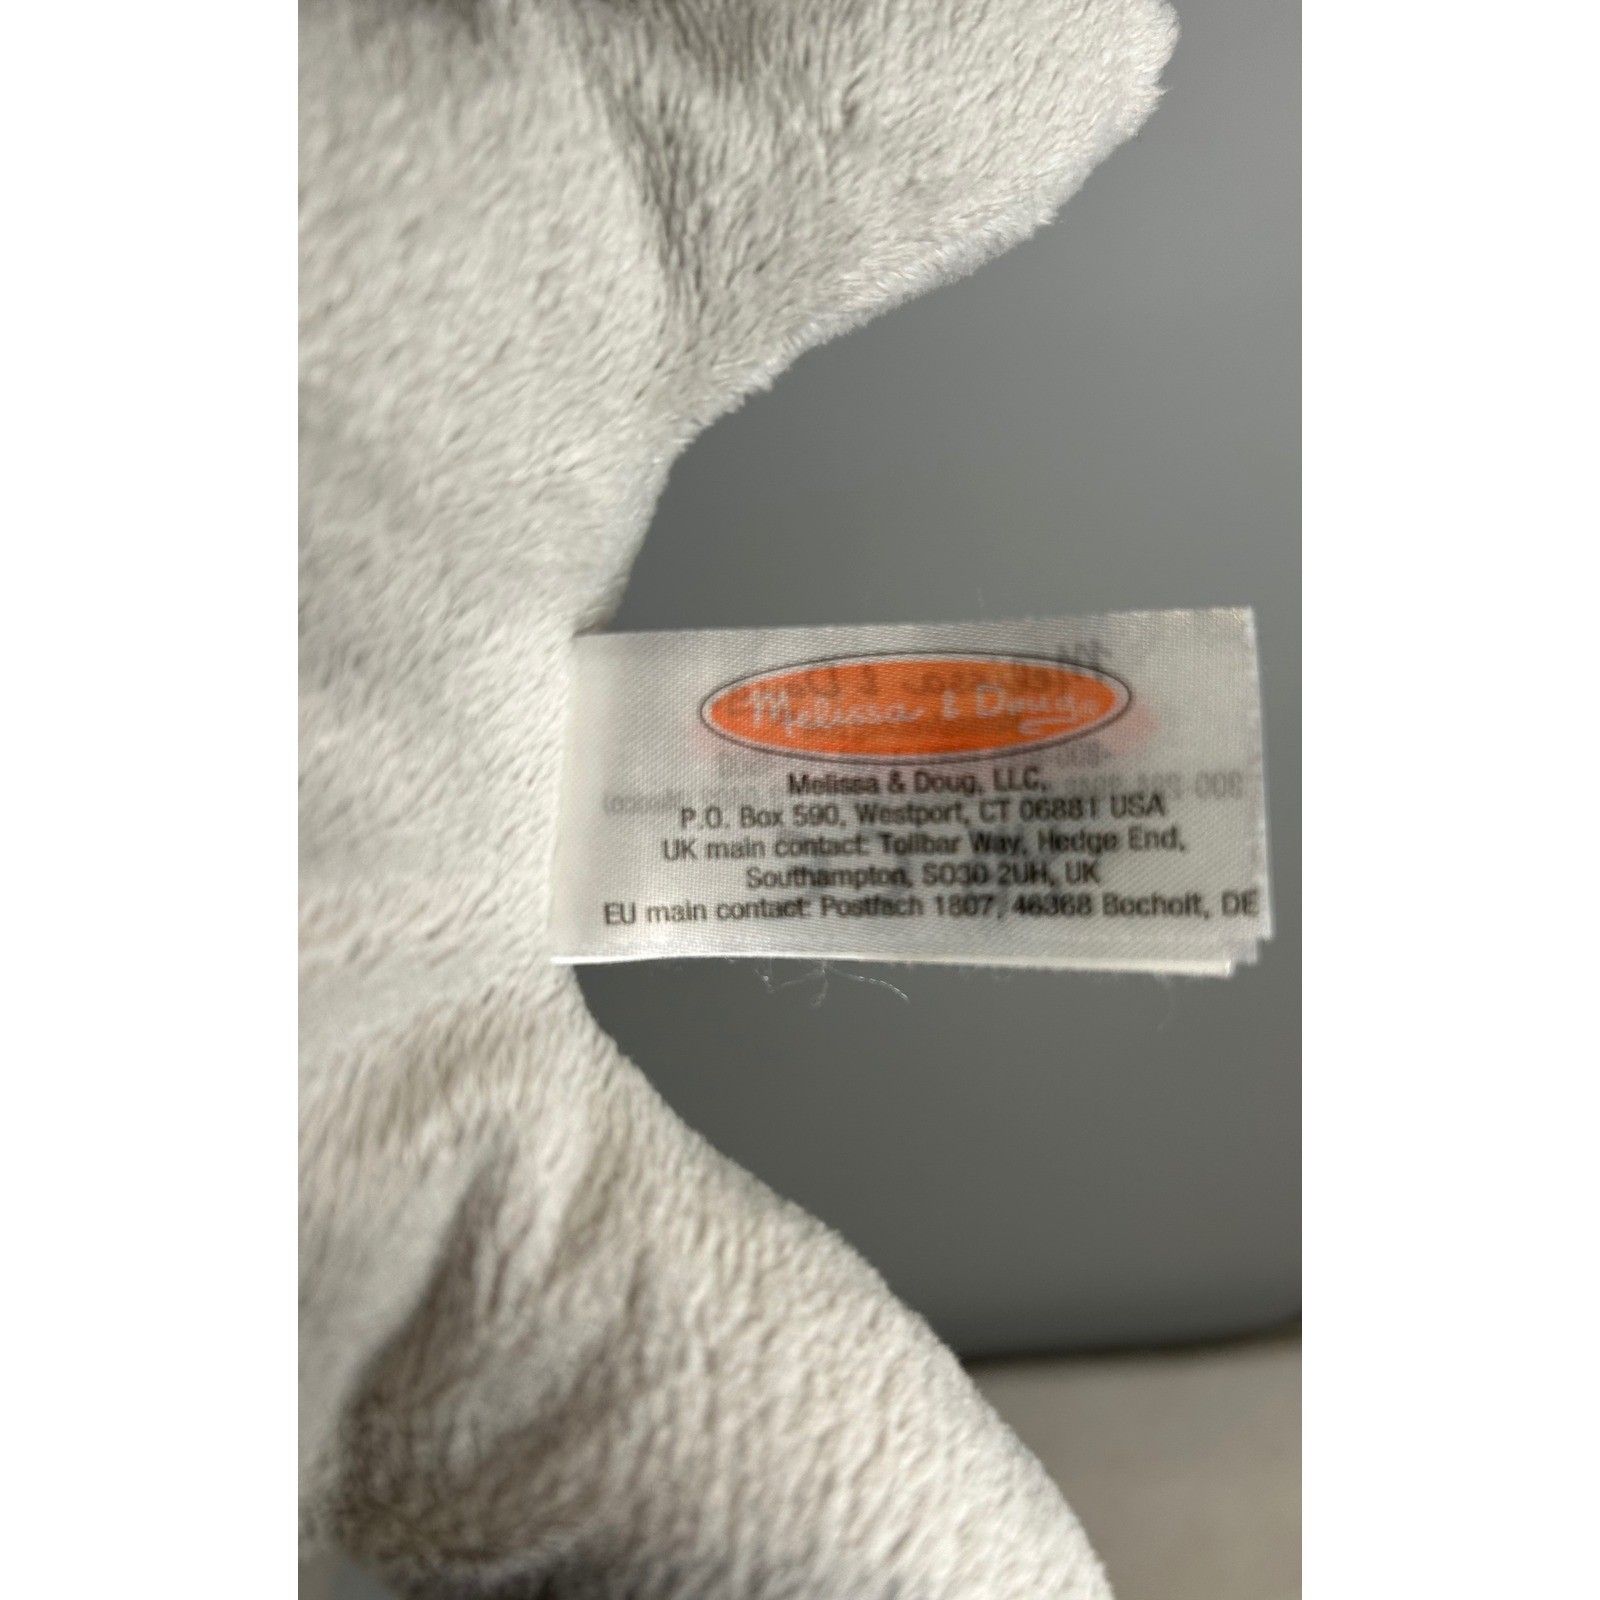 Melissa & Doug
Melissa & Doug, LLC,
P.O. Box 590, Westport, CT 06881 USA
UK main contact: Tollbar Way, Hedge End,
Southampton, SO30 2UH, UK
EU main contact: Postfach 1807, 46368 Bocholt, DE